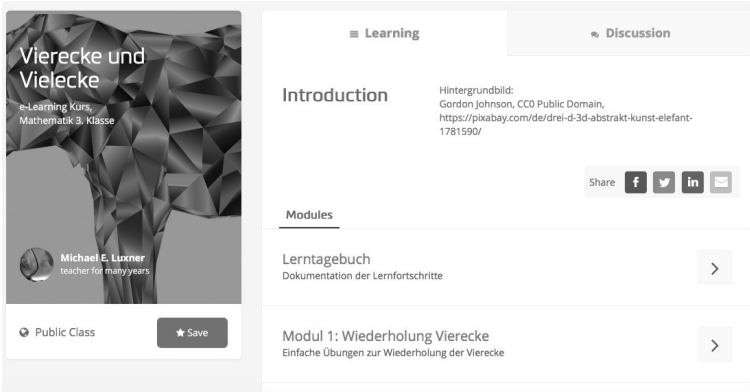 Vierecke und
Vielecke
e-Learning Kurs,
Mathematik 3. Klasse
Michael E. Luxner
teacher for many years
Public Class
Save
Learning
Discussion
Introduction
Hintergrundbild:
Gordon Johnson, CC0 Public Domain,
https://pixabay.com/de/drei-d-3d-abstrakt-kunst-elefant-
1781590/
Share
Modules
Lerntagebuch
Dokumentation der Lernfortschritte
Modul 1: Wiederholung Vierecke
Einfache Übungen zur Wiederholung der Vierecke